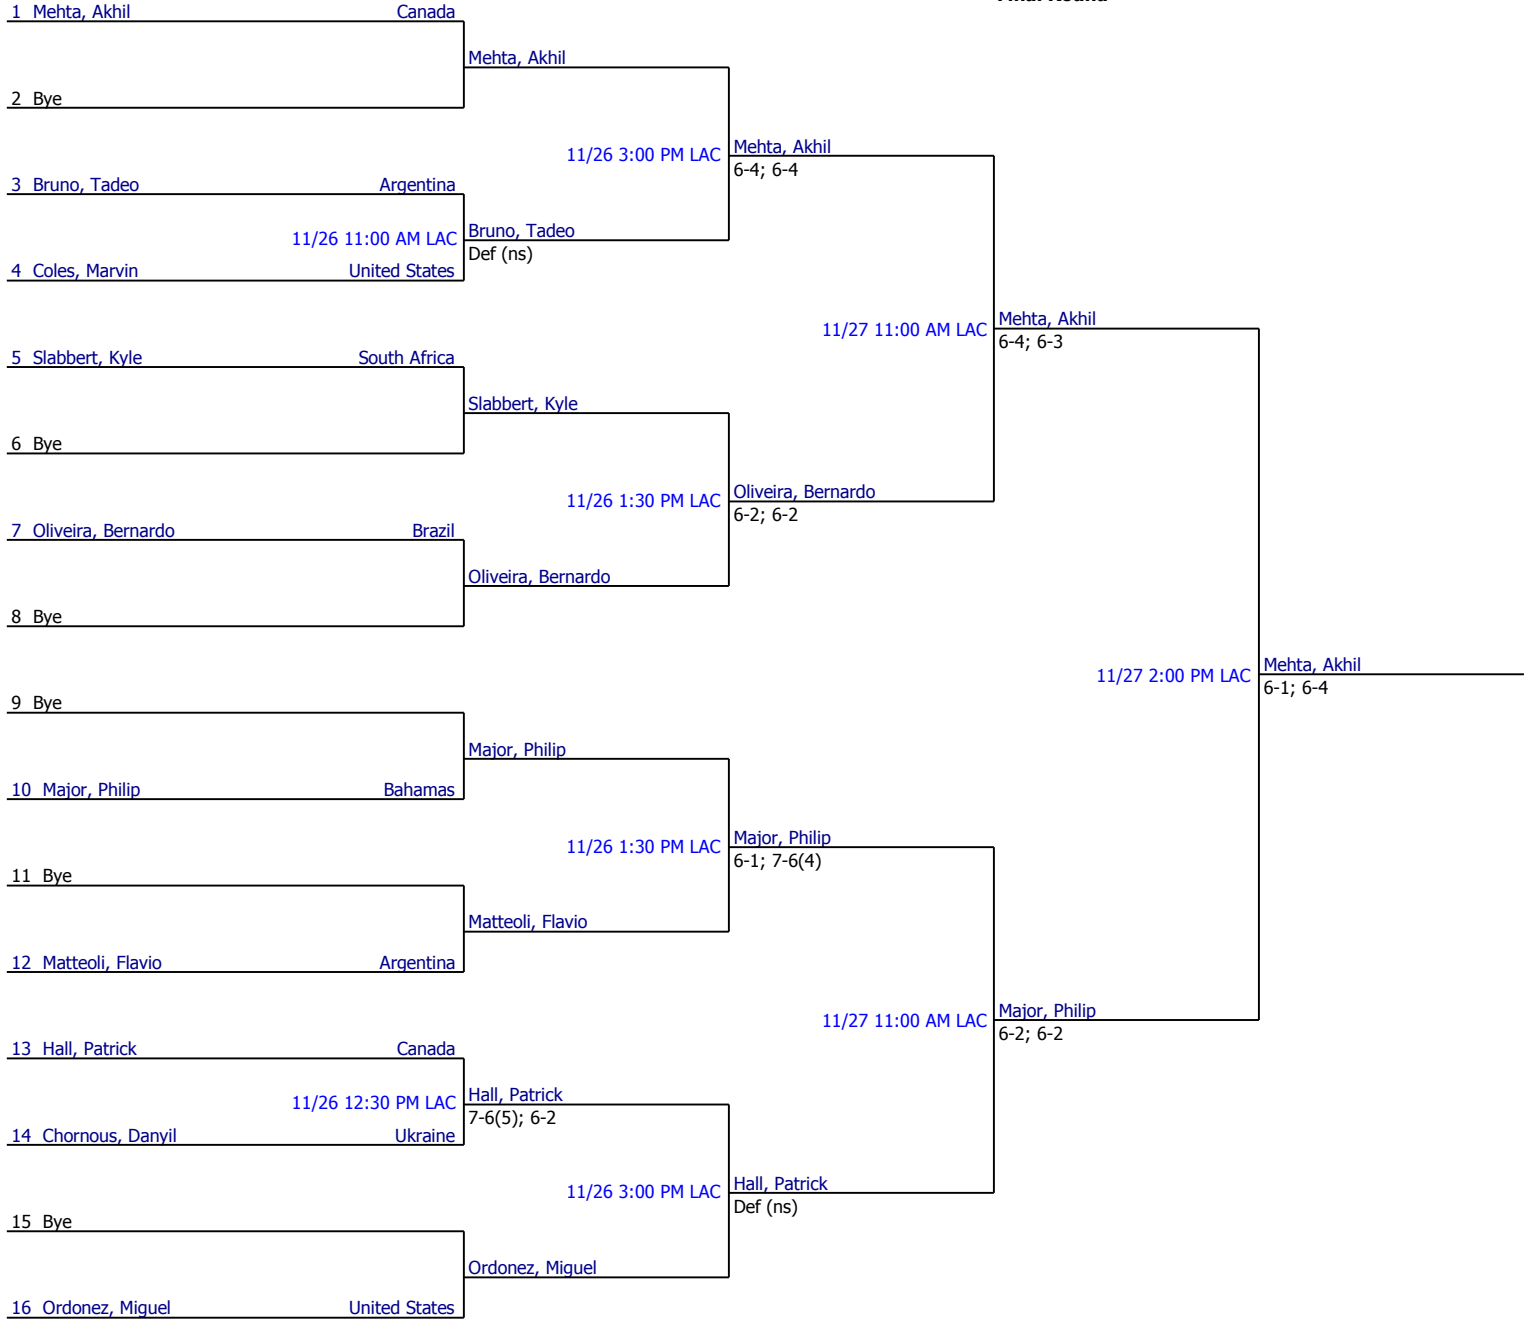 Final Round
1 Mehta, Akhil Canada
Mehta, Akhil
2 Bye
11/26 3:00 PM LAC Mehta, Akhil
6-4; 6-4
3 Bruno, Tadeo Argentina
11/26 11:00 AM LAC Bruno, Tadeo
Def (ns)
4 Coles, Marvin United States
11/27 11:00 AM LAC Mehta, Akhil
6-4; 6-3
5 Slabbert, Kyle South Africa
Slabbert, Kyle
6 Bye
11/26 1:30 PM LAC Oliveira, Bernardo
6-2; 6-2
7 Oliveira, Bernardo Brazil
Oliveira, Bernardo
8 Bye
11/27 2:00 PM LAC Mehta, Akhil
6-1; 6-4
9 Bye
Major, Philip
10 Major, Philip Bahamas
11/26 1:30 PM LAC Major, Philip
6-1; 7-6(4)
11 Bye
Matteoli, Flavio
12 Matteoli, Flavio Argentina
11/27 11:00 AM LAC Major, Philip
6-2; 6-2
13 Hall, Patrick Canada
11/26 12:30 PM LAC Hall, Patrick
7-6(5); 6-2
14 Chornous, Danyil Ukraine
11/26 3:00 PM LAC Hall, Patrick
Def (ns)
15 Bye
Ordonez, Miguel
16 Ordonez, Miguel United States